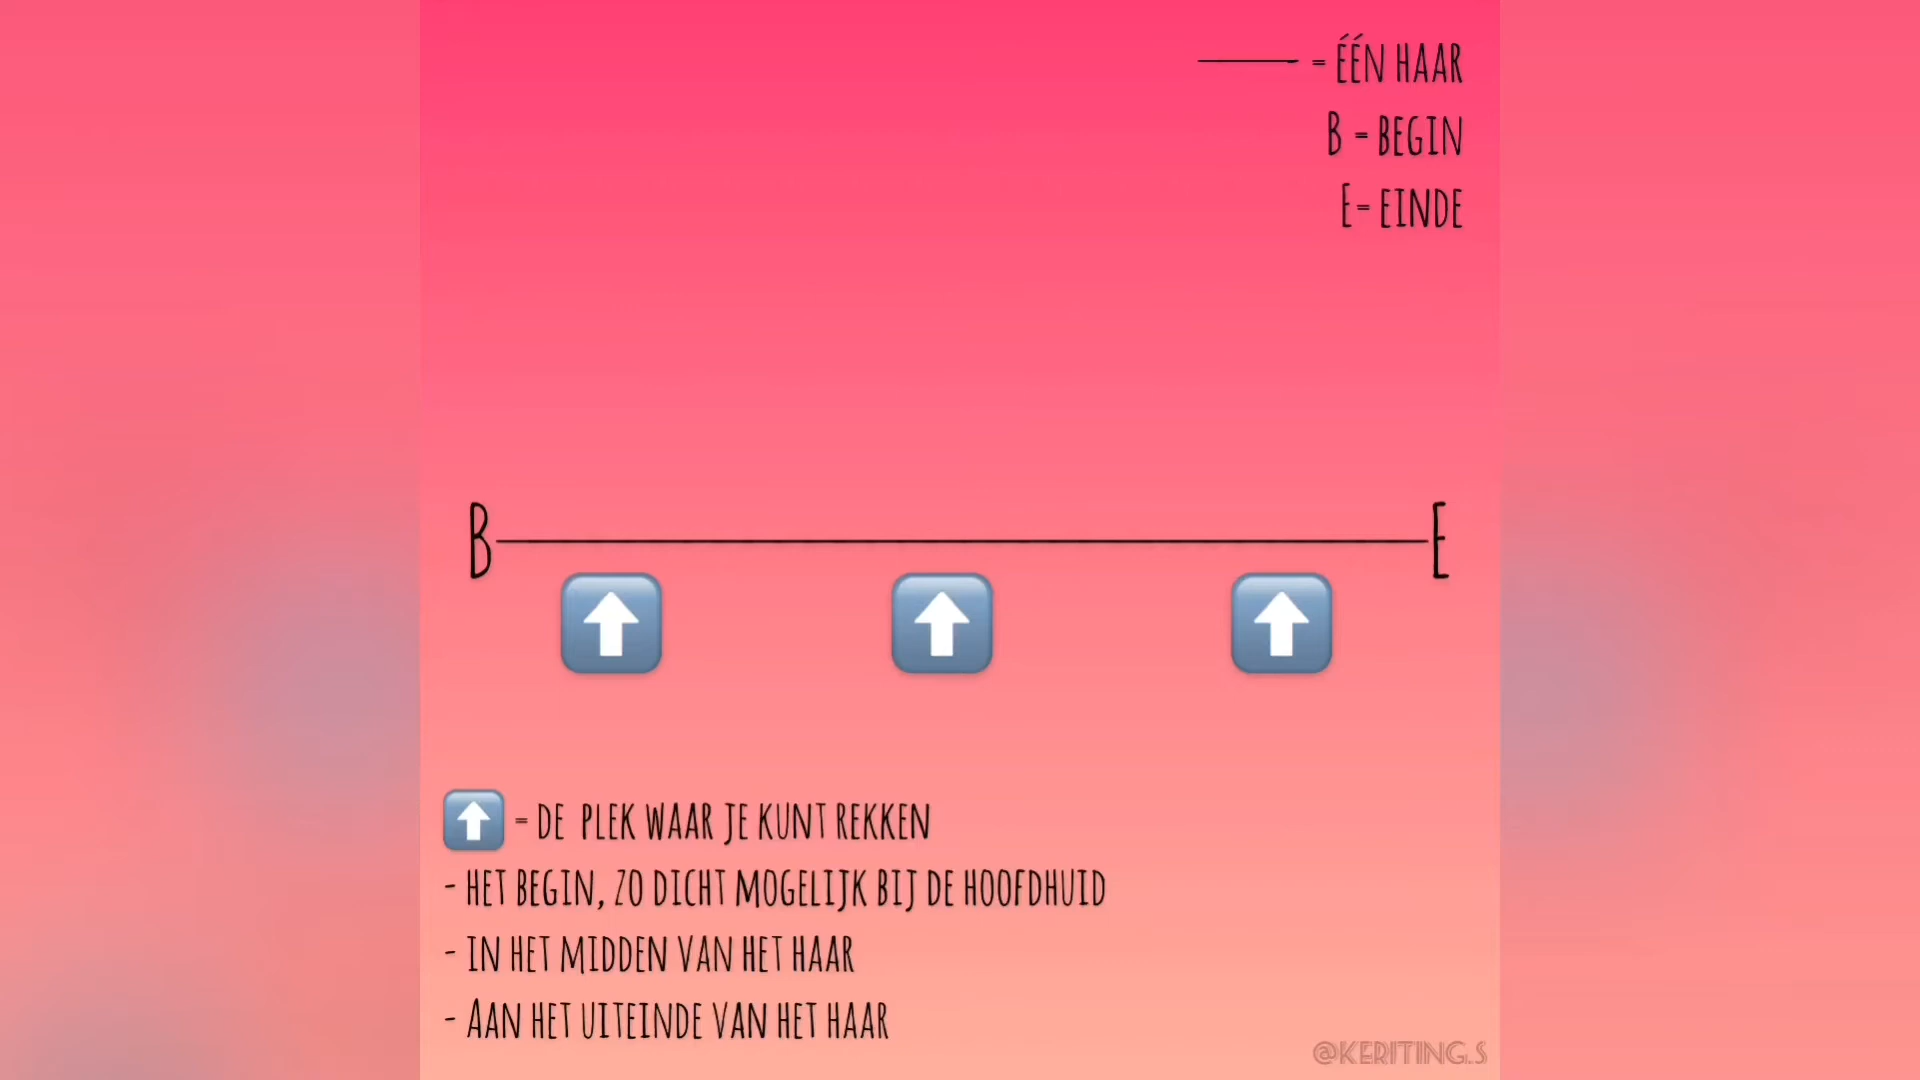 = ÉÉN HAAR
B = BEGIN
E = EINDE
B E
= DE PLEK WAAR JE KUNT REKKEN
- HET BEGIN, ZO DICHT MOGELIJK BIJ DE HOOFDHUID
- IN HET MIDDEN VAN HET HAAR
- AAN HET UITEINDE VAN HET HAAR
@KERITING.S